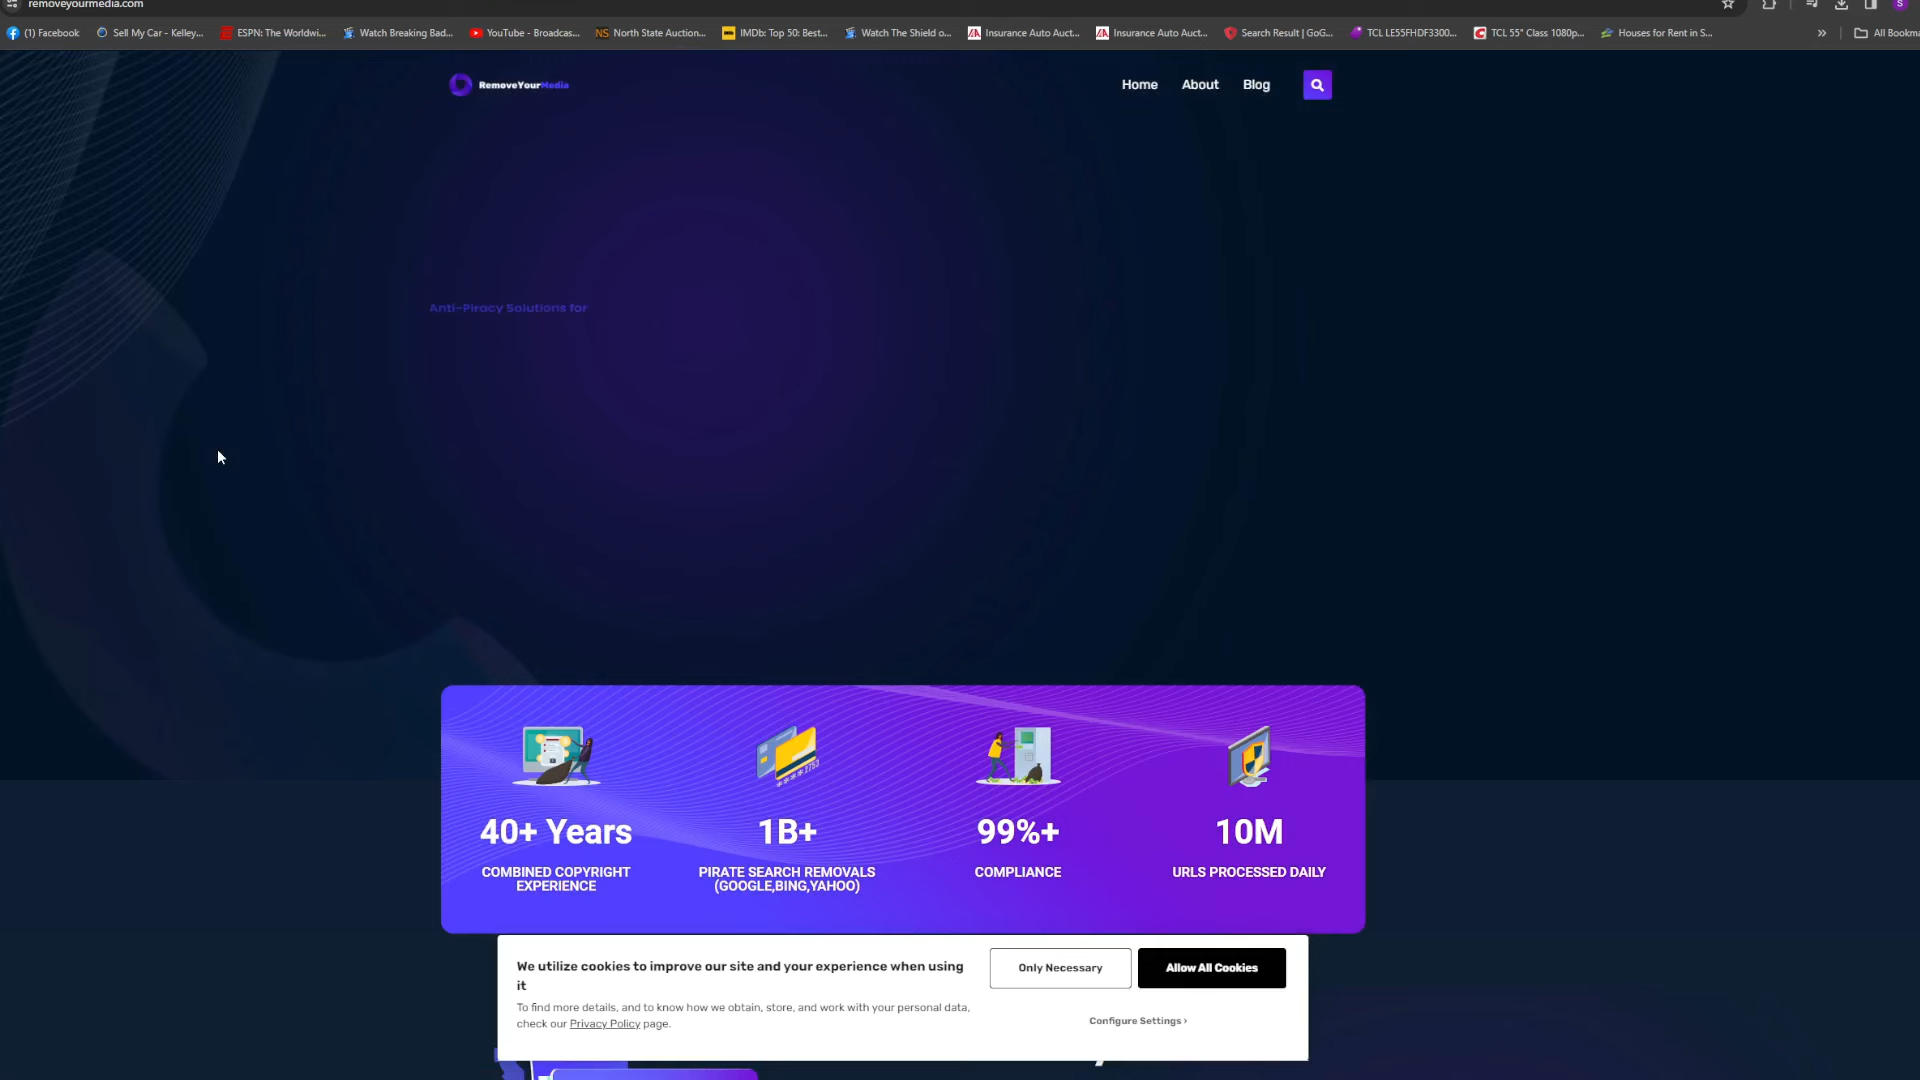 removeyourmedia.com
(1) Facebook
Sell My Car - Kelley...
ESPN: The Worldwi...
Watch Breaking Bad...
YouTube - Broadcas...
North State Auction...
IMDb: Top 50: Best...
Watch The Shield o...
Insurance Auto Auct...
Insurance Auto Auct...
Search Result | GoG...
TCL LE55FHDF3300...
TCL 55" Class 1080p...
Houses for Rent in S...
»
All Bookma
RemoveYourMedia
Home
About
Blog
Anti-Piracy Solutions for
40+ Years
COMBINED COPYRIGHT
EXPERIENCE
1B+
PIRATE SEARCH REMOVALS
(GOOGLE,BING,YAHOO)
99%+
COMPLIANCE
10M
URLS PROCESSED DAILY
We utilize cookies to improve our site and your experience when using
it
To find more details, and to know how we obtain, store, and work with your personal data,
check our Privacy Policy page.
Only Necessary
Allow All Cookies
Configure Settings ›